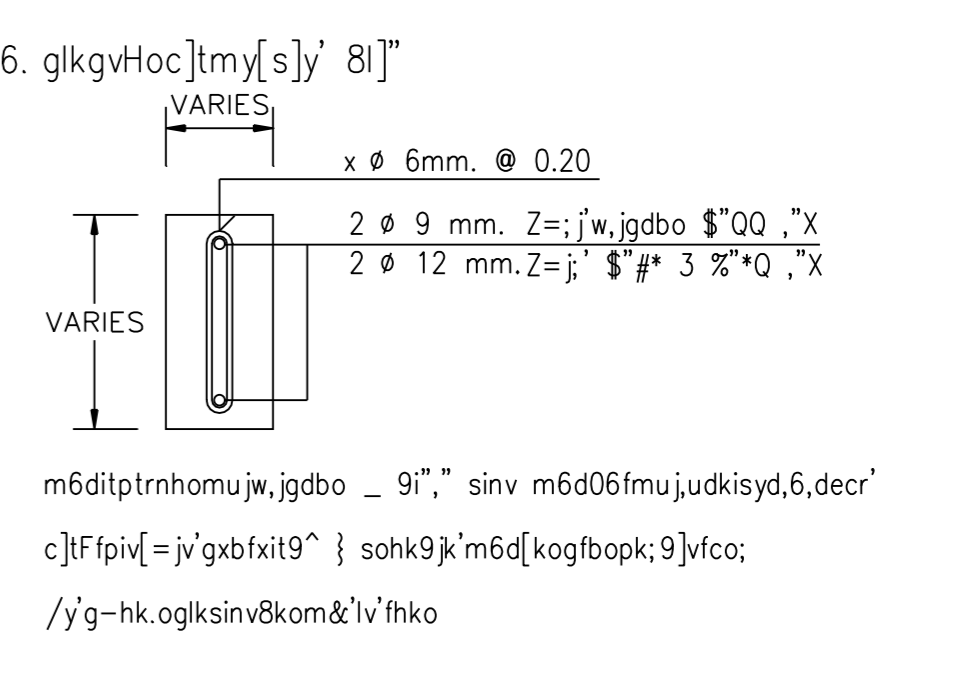 6. glkgvHoc]tmy[s]y' 8l]"
VARIES
x ø 6mm. @ 0.20
2 ø 9 mm. Z=;j'w,jgdbo $"QQ ,"X
2 ø 12 mm.Z=j;' $"#* 3 %"*Q ,"X
VARIES
m6ditptrnhomujw,jgdbo _ 9i"," sinv m6d06fmuj,udkisyd,6,decr'
c]tFfpiv[=jv'gxbfxit9^ } sohk9jk'm6d[kogfbopk;9]vfco;
/y'g-hk.oglksinv8kom&'lv'fhko